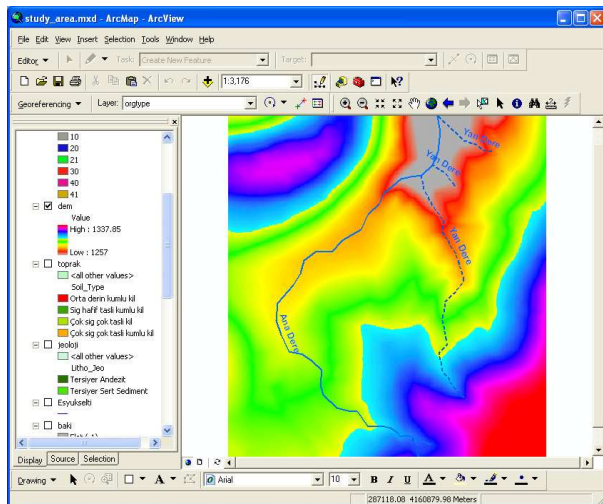 study_area.mxd - ArcMap - ArcView
File Edit View Insert Selection Tools Window Help
Editor Task: Create New Feature Target:
1:3,176
Georeferencing Layer: orgtype
10
20
21
30
40
41
dem
Value
High : 1337.85
Low : 1257
toprak
<all other values>
Soil_Type
Orta derin kumlu kil
Sig hafif tasli kumlu kil
Çok sig çok tasli kil
Çok sig çok tasli kumlu kil
jeoloji
<all other values>
Litho_Jeo
Tersiyer Andezit
Tersiyer Sert Sediment
Esyukselti
baki
Yan Dere
Yan Dere
Yan Dere
Ana Dere
Display Source Selection
Drawing A Arial 10 B I U A
287118.08 4160879.98 Meters